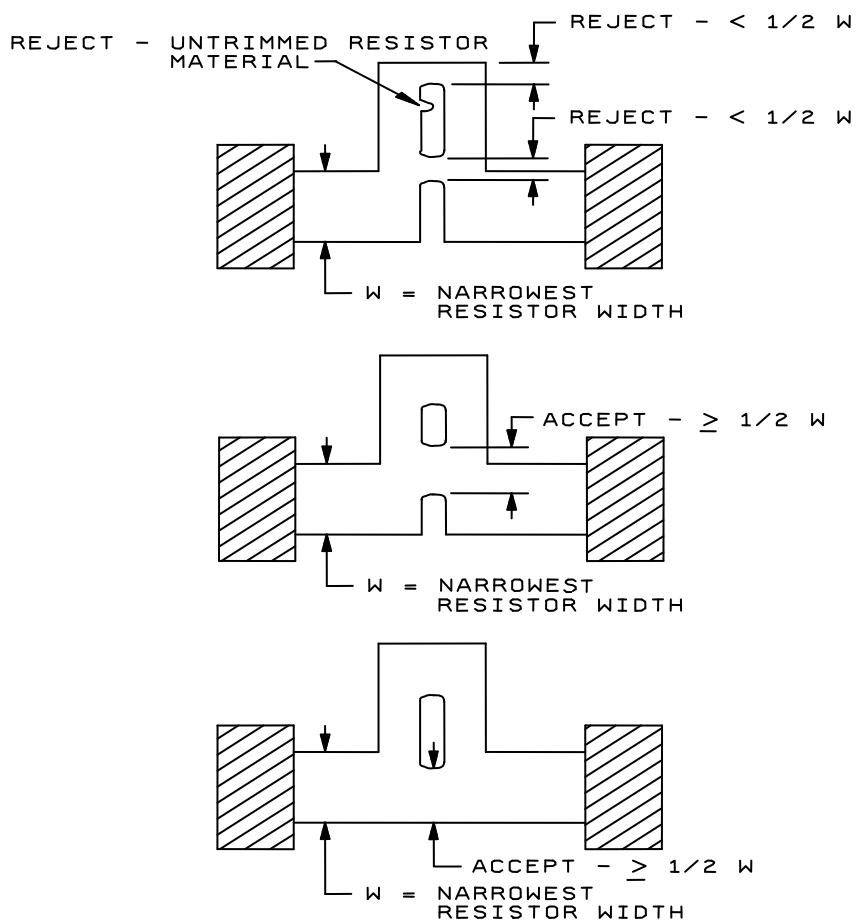 REJECT - < 1/2 W
REJECT - UNTRIMMED RESISTOR
MATERIAL
REJECT - < 1/2 W
W = NARROWEST
RESISTOR WIDTH
ACCEPT - ≥ 1/2 W
W = NARROWEST
RESISTOR WIDTH
ACCEPT - ≥ 1/2 W
W = NARROWEST
RESISTOR WIDTH